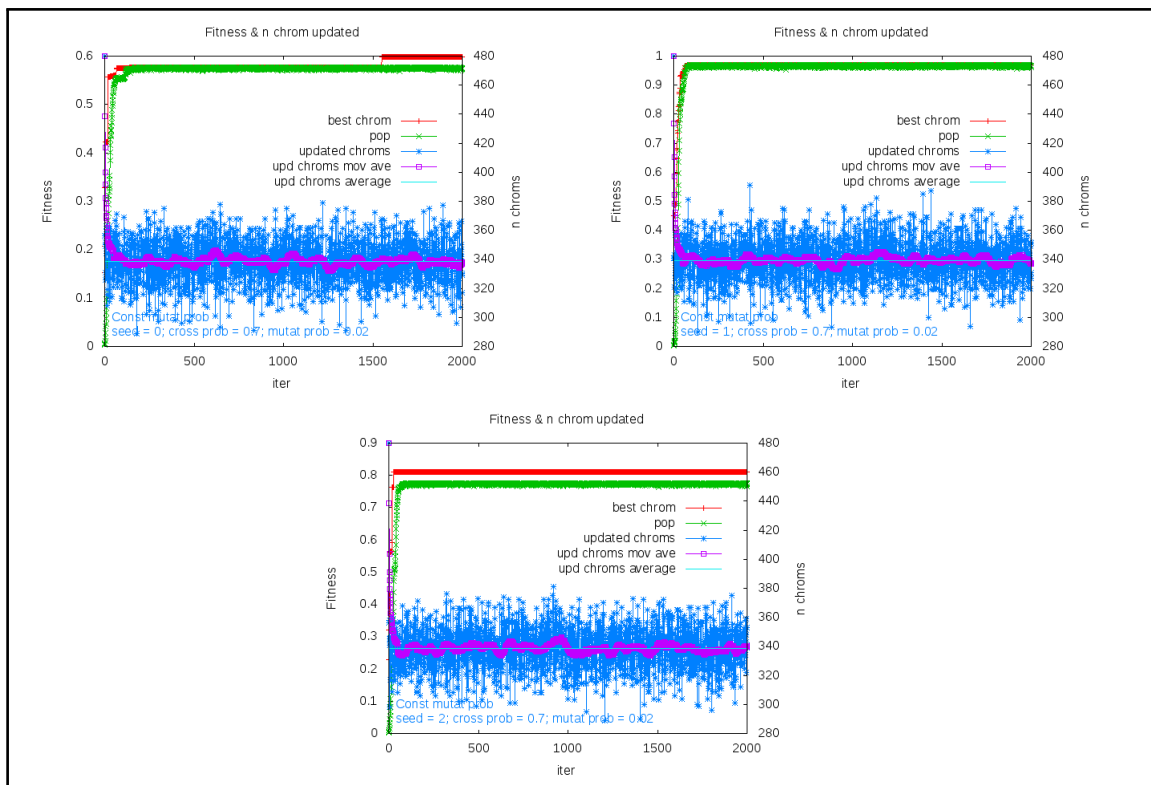 Fitness & n chrom updated
0.6
0.5
0.4
0.3
0.2
0.1
0
Fitness
480
460
440
420
400
380
360
340
320
300
280
n chroms
best chrom
pop
updated chroms
upd chroms mov ave
upd chroms average
Const mutat prob
seed = 0; cross prob = 0.7; mutat prob = 0.02
0 500 1000 1500 2000
iter
Fitness & n chrom updated
1
0.9
0.8
0.7
0.6
0.5
0.4
0.3
0.2
0.1
0
Fitness
480
460
440
420
400
380
360
340
320
300
280
n chroms
best chrom
pop
updated chroms
upd chroms mov ave
upd chroms average
Const mutat prob
seed = 1; cross prob = 0.7; mutat prob = 0.02
0 500 1000 1500 2000
iter
Fitness & n chrom updated
0.9
0.8
0.7
0.6
0.5
0.4
0.3
0.2
0.1
0
Fitness
480
460
440
420
400
380
360
340
320
300
280
n chroms
best chrom
pop
updated chroms
upd chroms mov ave
upd chroms average
Const mutat prob
seed = 2; cross prob = 0.7; mutat prob = 0.02
0 500 1000 1500 2000
iter